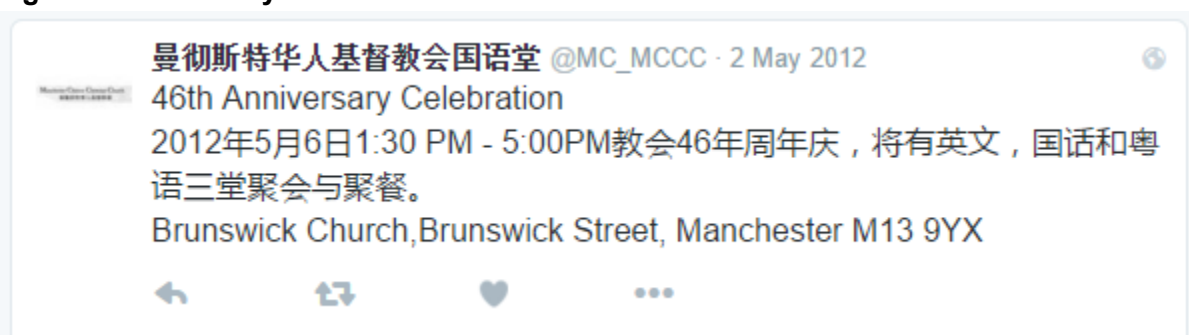 曼彻斯特华人基督教会国语堂 @MC_MCCC · 2 May 2012
46th Anniversary Celebration
2012年5月6日1:30 PM - 5:00PM教会46年周年庆，将有英文，国话和粤
语三堂聚会与聚餐。
Brunswick Church,Brunswick Street, Manchester M13 9YX